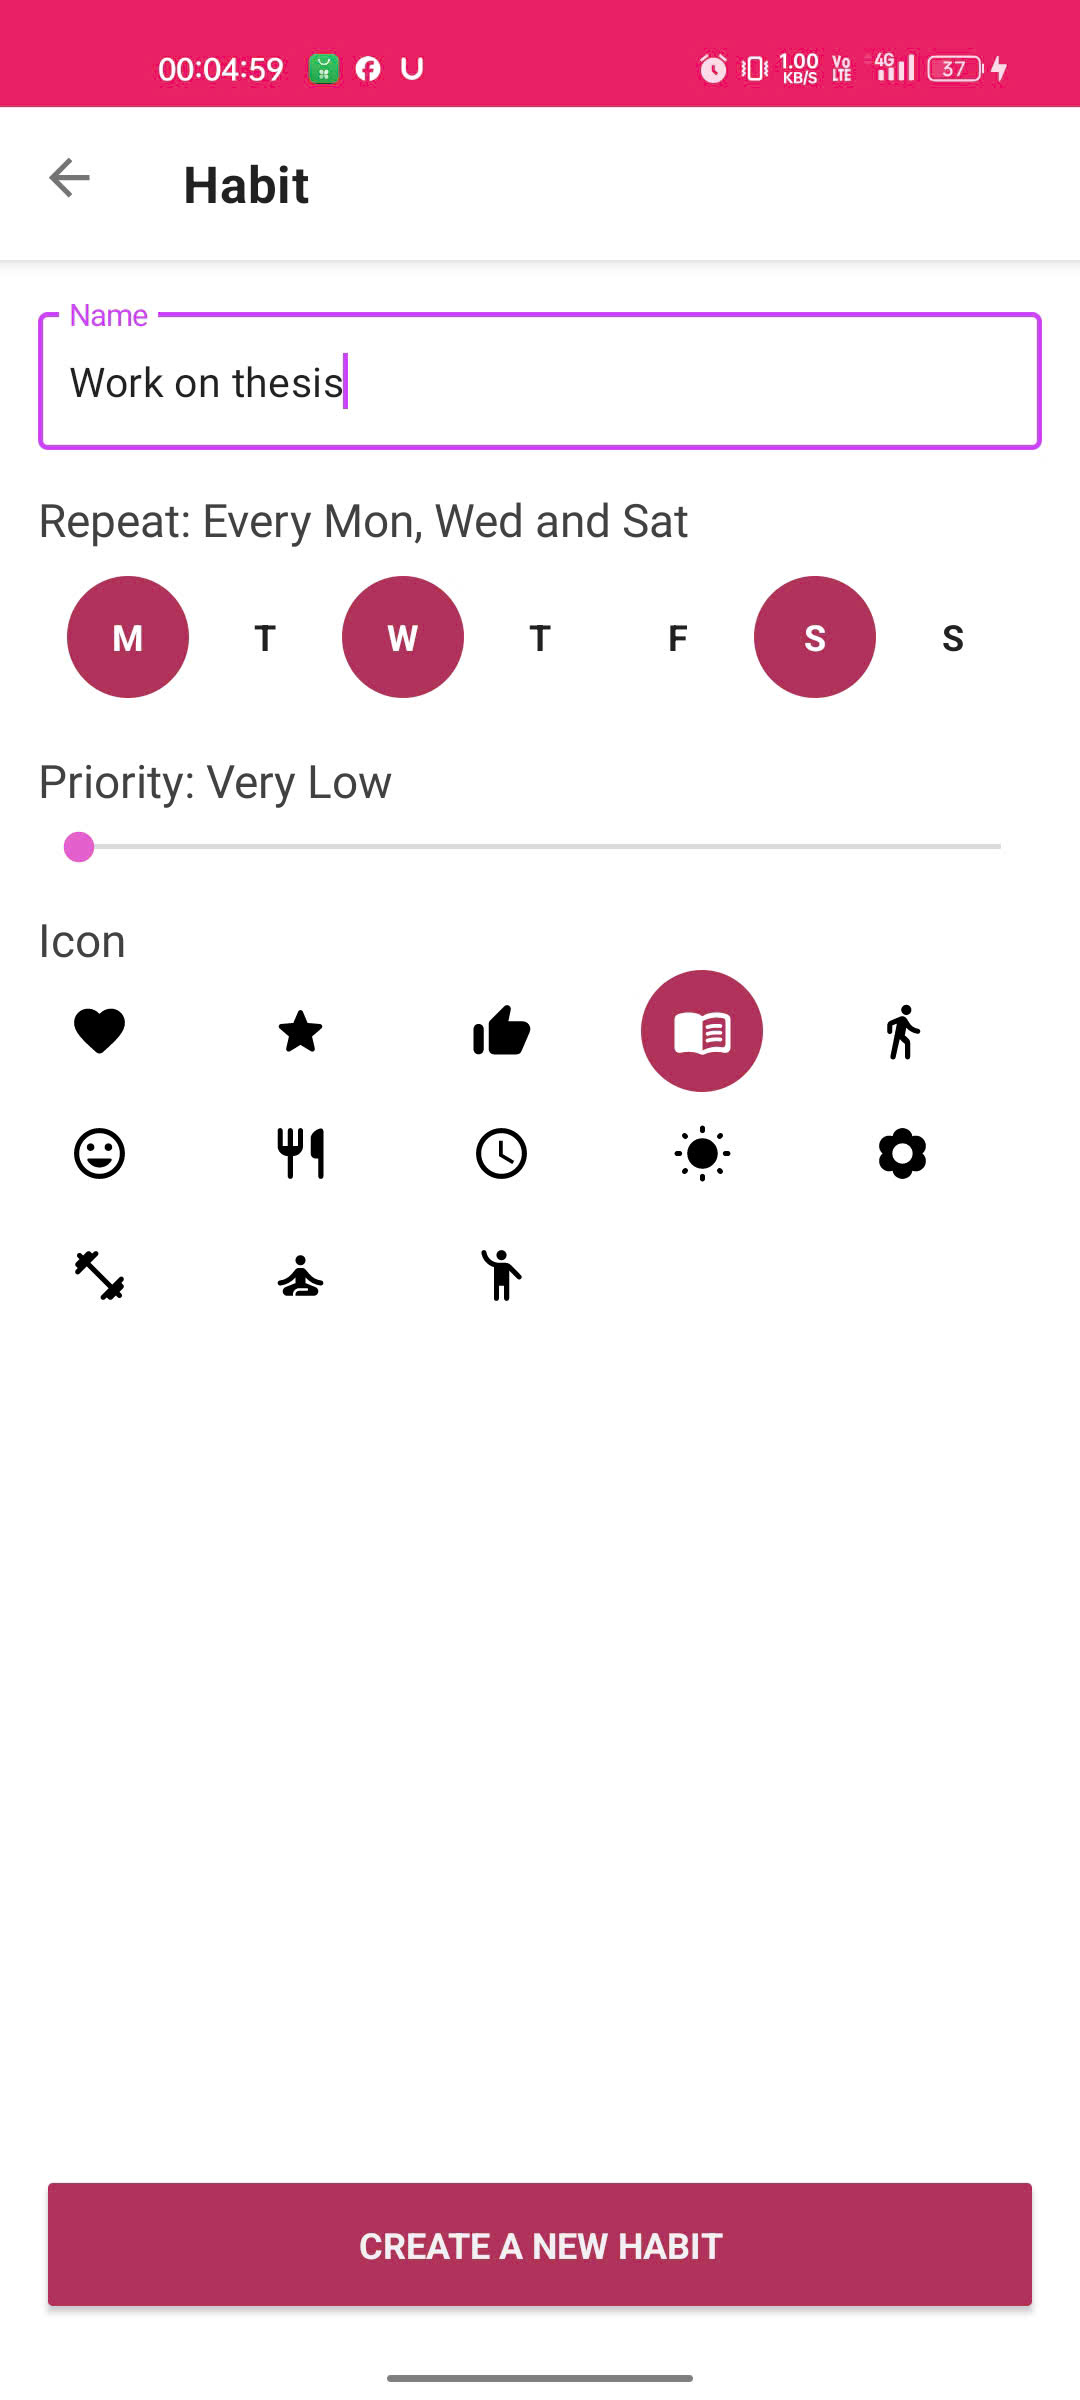 00:04:59 U 1.00 KB/S Vo LTE 4G 37
Habit
Name
Work on thesis
Repeat: Every Mon, Wed and Sat
M T W T F S S
Priority: Very Low
Icon
CREATE A NEW HABIT